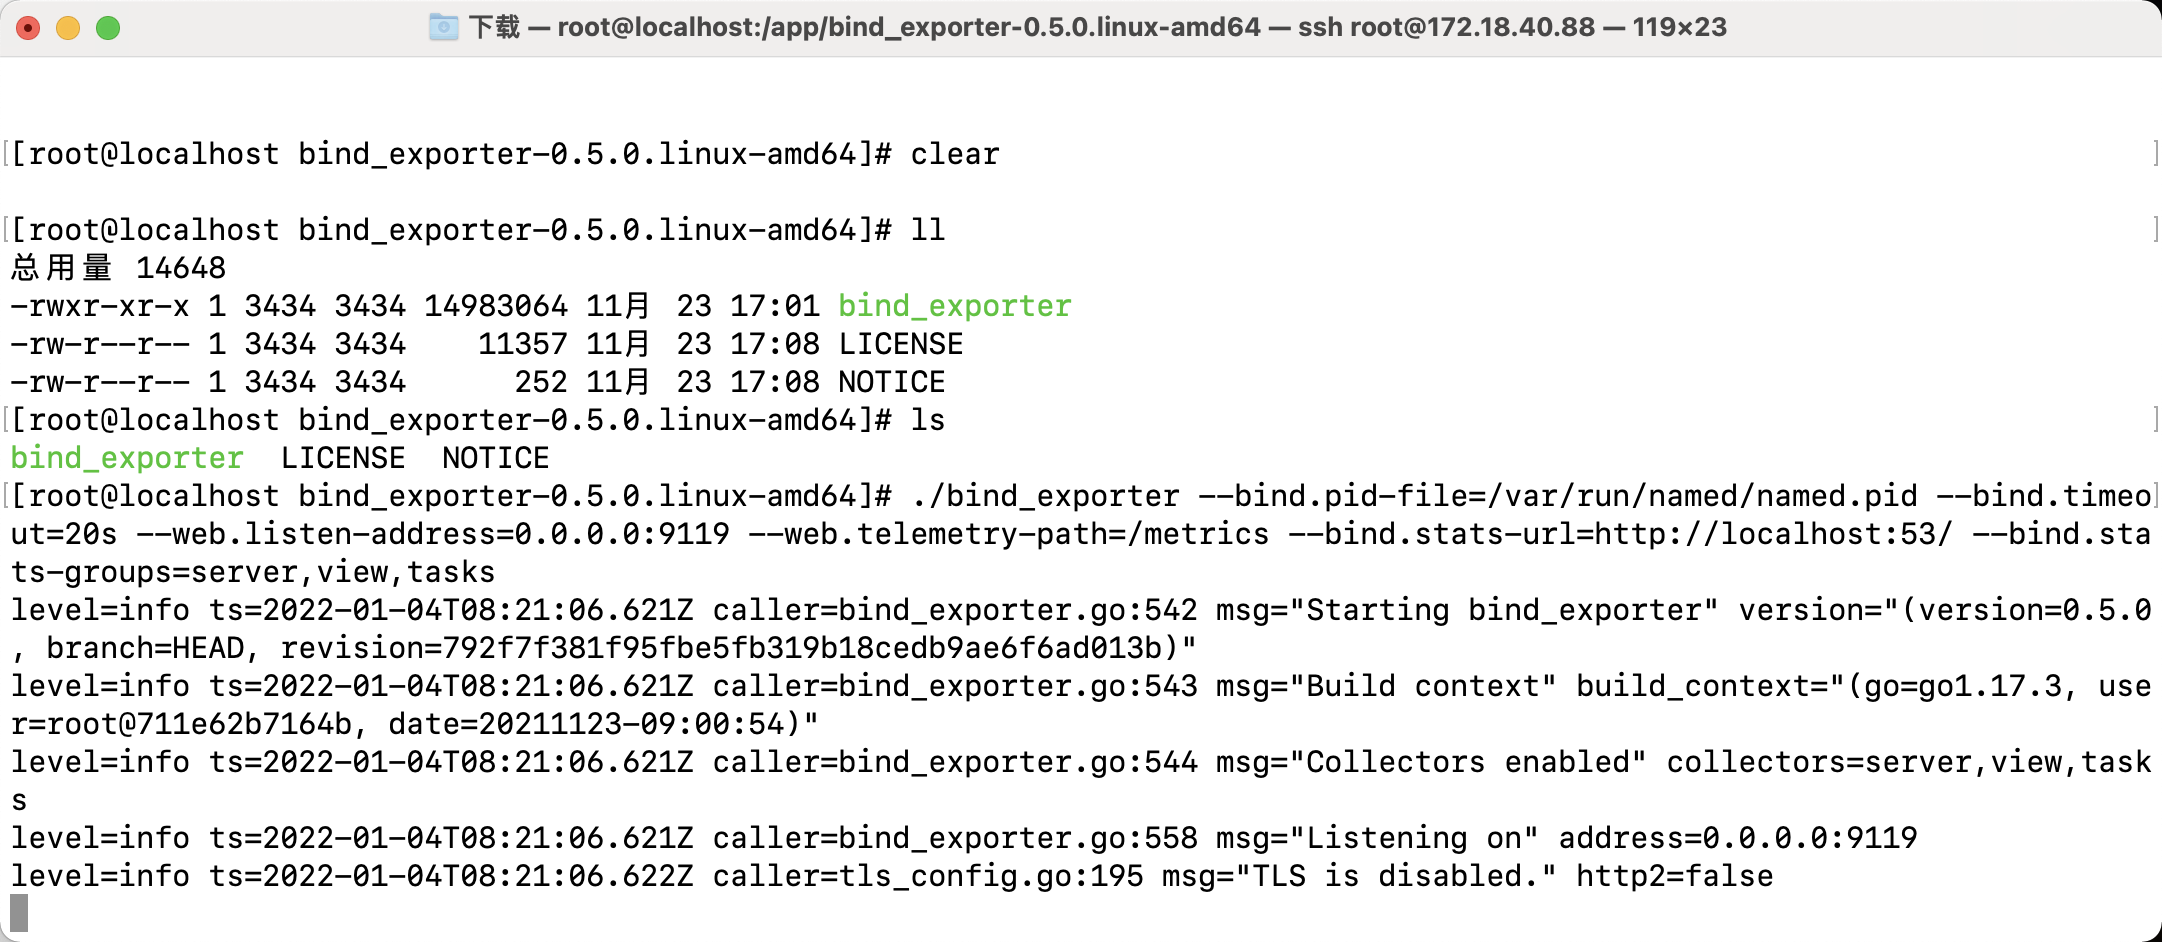 下载 — root@localhost:/app/bind_exporter-0.5.0.linux-amd64 — ssh root@172.18.40.88 — 119×23
[[root@localhost bind_exporter-0.5.0.linux-amd64]# clear ]
[[root@localhost bind_exporter-0.5.0.linux-amd64]# ll ]
总用量 14648
-rwxr-xr-x 1 3434 3434 14983064 11月 23 17:01 bind_exporter
-rw-r--r-- 1 3434 3434    11357 11月 23 17:08 LICENSE
-rw-r--r-- 1 3434 3434      252 11月 23 17:08 NOTICE
[[root@localhost bind_exporter-0.5.0.linux-amd64]# ls ]
bind_exporter  LICENSE  NOTICE
[[root@localhost bind_exporter-0.5.0.linux-amd64]# ./bind_exporter --bind.pid-file=/var/run/named/named.pid --bind.timeo]
ut=20s --web.listen-address=0.0.0.0:9119 --web.telemetry-path=/metrics --bind.stats-url=http://localhost:53/ --bind.sta
ts-groups=server,view,tasks
level=info ts=2022-01-04T08:21:06.621Z caller=bind_exporter.go:542 msg="Starting bind_exporter" version="(version=0.5.0
, branch=HEAD, revision=792f7f381f95fbe5fb319b18cedb9ae6f6ad013b)"
level=info ts=2022-01-04T08:21:06.621Z caller=bind_exporter.go:543 msg="Build context" build_context="(go=go1.17.3, use
r=root@711e62b7164b, date=20211123-09:00:54)"
level=info ts=2022-01-04T08:21:06.621Z caller=bind_exporter.go:544 msg="Collectors enabled" collectors=server,view,task
s
level=info ts=2022-01-04T08:21:06.621Z caller=bind_exporter.go:558 msg="Listening on" address=0.0.0.0:9119
level=info ts=2022-01-04T08:21:06.622Z caller=tls_config.go:195 msg="TLS is disabled." http2=false